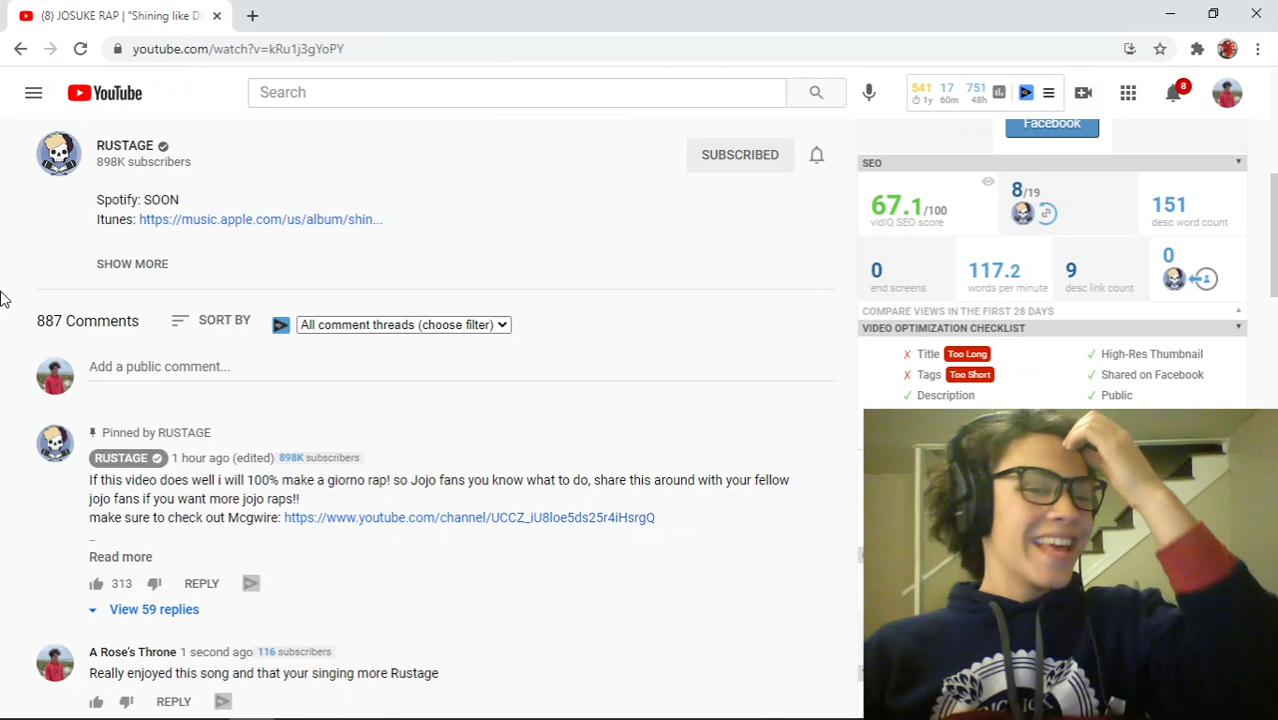 (8) JOSUKE RAP | "Shining like Di
youtube.com/watch?v=kRu1j3gYoPY
YouTube
Search
541 17 751
1y 60m 48h
8
Facebook
RUSTAGE
898K subscribers
SUBSCRIBED
Spotify: SOON
Itunes: https://music.apple.com/us/album/shin...
SHOW MORE
887 Comments
SORT BY
All comment threads (choose filter)
Add a public comment...
Pinned by RUSTAGE
RUSTAGE 1 hour ago (edited) 898K subscribers
If this video does well i will 100% make a giorno rap! so Jojo fans you know what to do, share this around with your fellow
jojo fans if you want more jojo raps!!
make sure to check out Mcgwire: https://www.youtube.com/channel/UCCZ_iU8loe5ds25r4iHsrgQ
..
Read more
313 REPLY
View 59 replies
A Rose's Throne 1 second ago 116 subscribers
Really enjoyed this song and that your singing more Rustage
REPLY
SEO
67.1/100
vidIQ SEO score
8/19
151
desc word count
0
end screens
117.2
words per minute
9
desc link count
0
COMPARE VIEWS IN THE FIRST 28 DAYS
VIDEO OPTIMIZATION CHECKLIST
Title Too Long
High-Res Thumbnail
Tags Too Short
Shared on Facebook
Description
Public